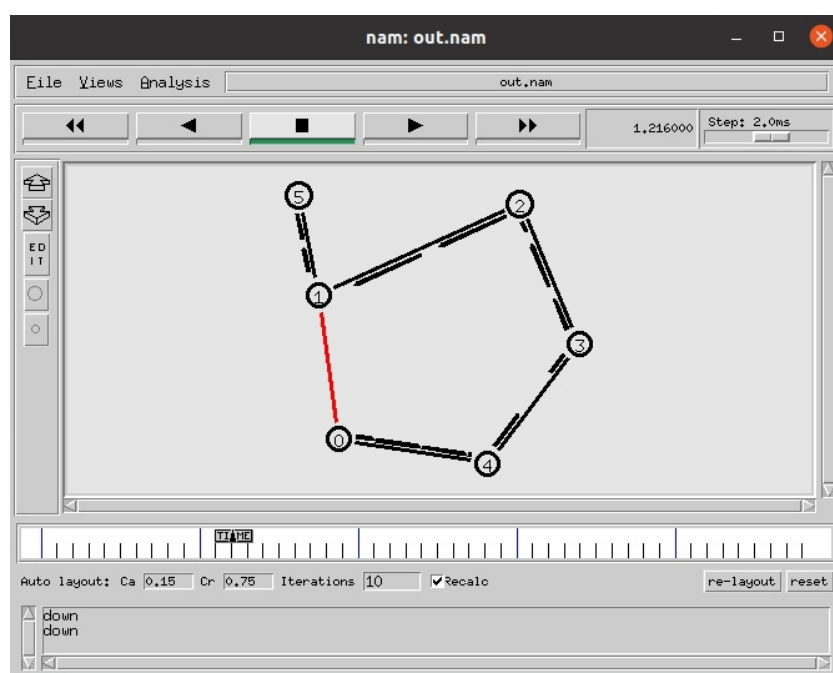 nam: out.nam
File Views Analysis out.nam
1.216000 Step: 2.0ms
ED
IT
5
2
1
3
0
4
TIME
Auto layout: Ca 0.15 Cr 0.75 Iterations 10 Recalc re-layout reset
down
down